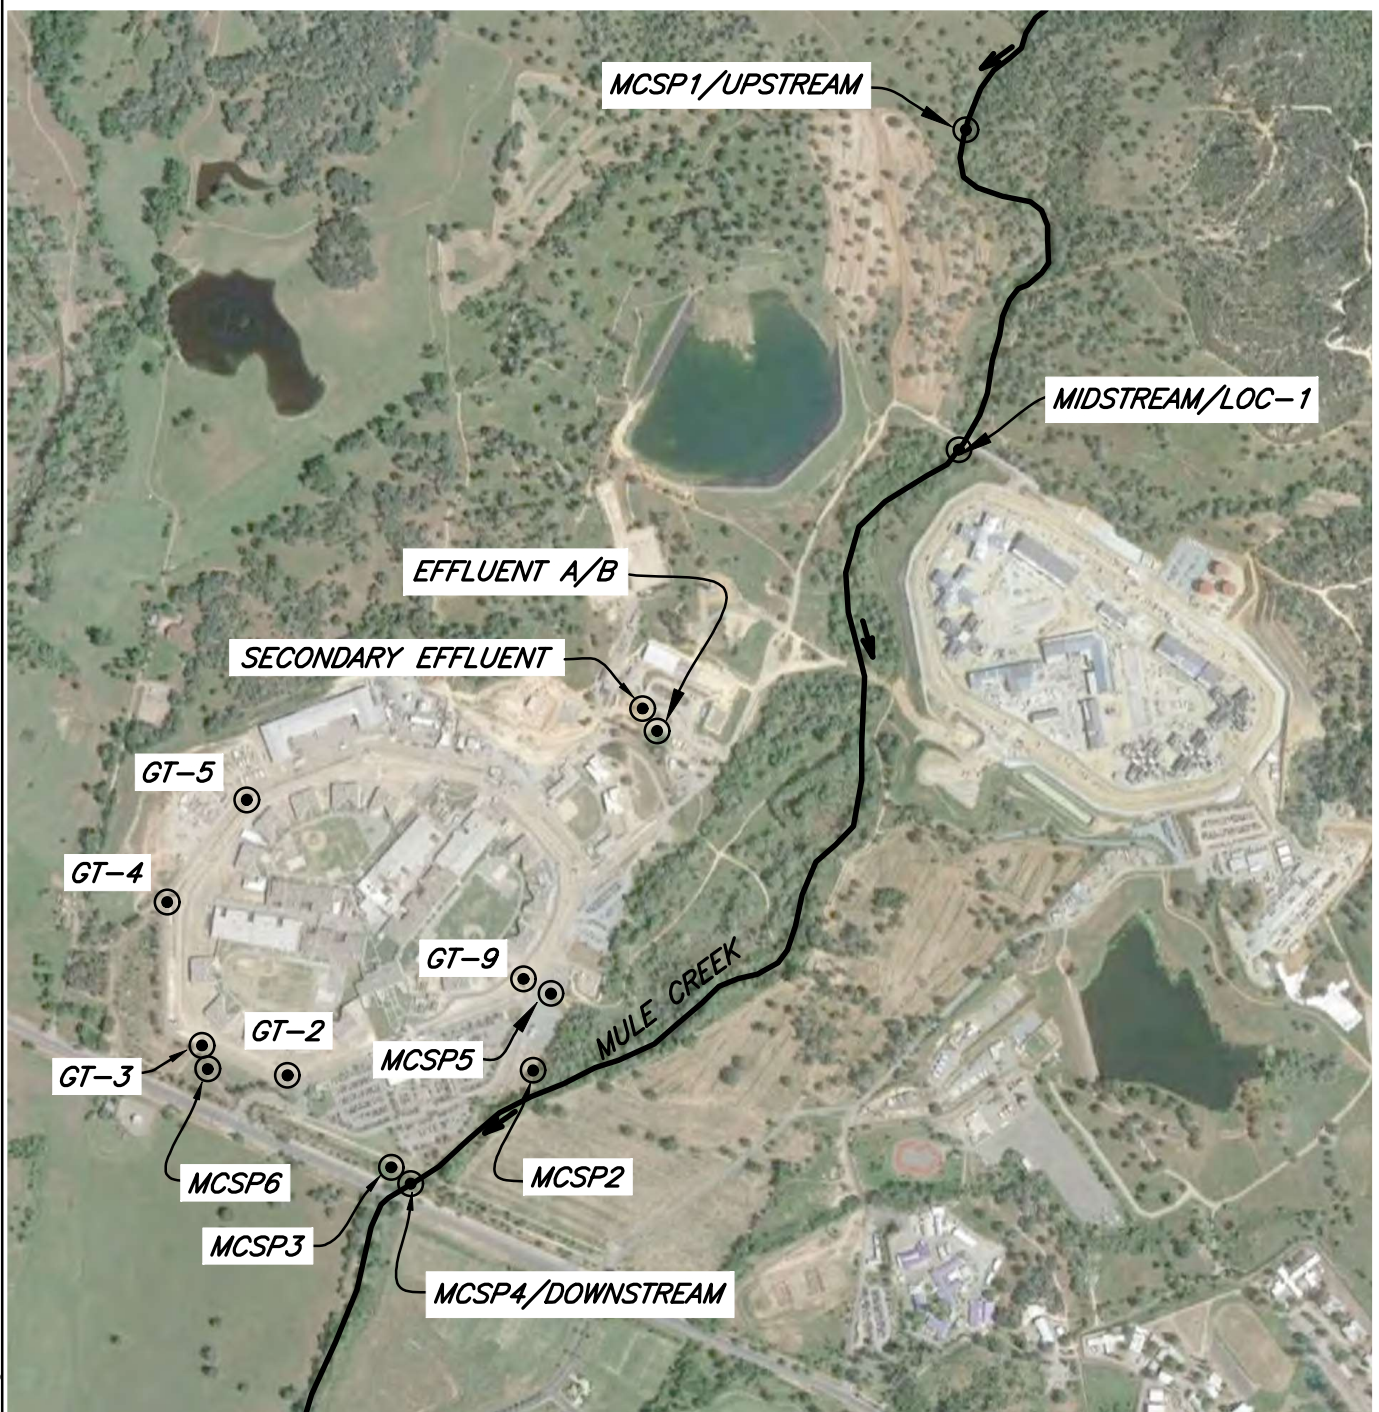 MCSP1/UPSTREAM
MIDSTREAM/LOC-1
EFFLUENT A/B
SECONDARY EFFLUENT
GT-5
GT-4
GT-9
MULE CREEK
GT-2
MCSP5
GT-3
MCSP6
MCSP2
MCSP3
MCSP4/DOWNSTREAM